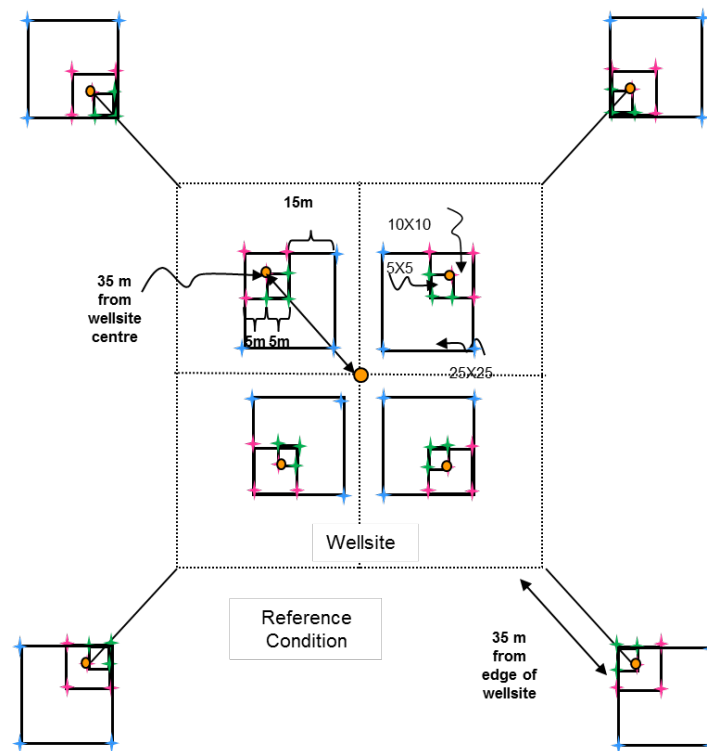 15m
10X10
5X5
35 m
from
wellsite
centre
5m 5m
25X25
Wellsite
Reference
Condition
35 m
from
edge of
wellsite